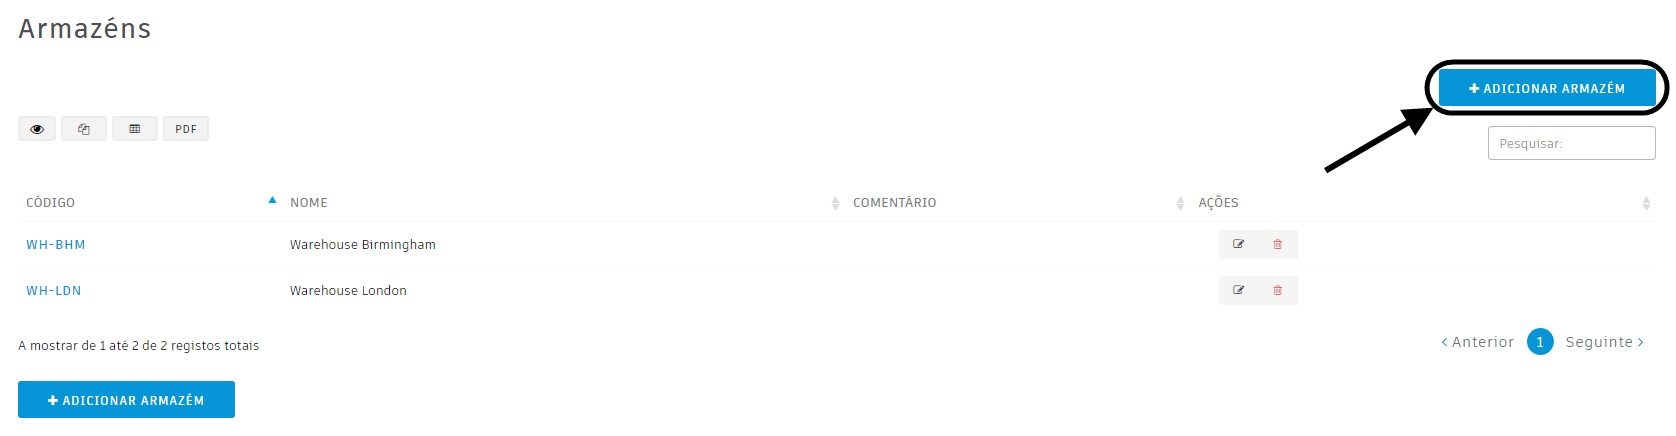 Armazéns
ADICIONAR ARMAZÉM
PDF
Pesquisar:
CÓDIGO NOME COMENTÁRIO AÇÕES
WH-BHM Warehouse Birmingham
WH-LDN Warehouse London
A mostrar de 1 até 2 de 2 registos totais
Anterior 1 Seguinte
ADICIONAR ARMAZÉM